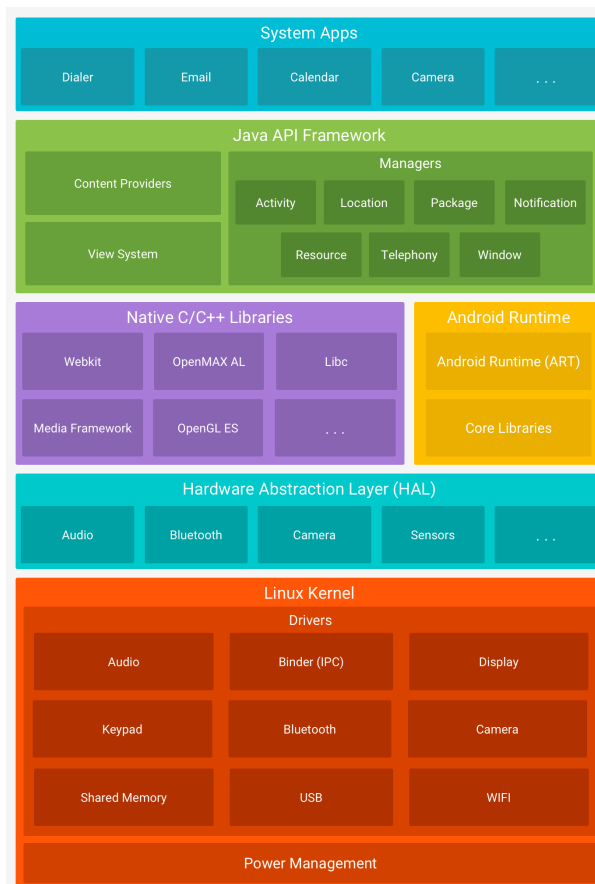 System Apps
Dialer
Email
Calendar
Camera
. . .
Java API Framework
Content Providers
View System
Managers
Activity
Location
Package
Notification
Resource
Telephony
Window
Native C/C++ Libraries
Webkit
OpenMAX AL
Libc
Media Framework
OpenGL ES
. . .
Android Runtime
Android Runtime (ART)
Core Libraries
Hardware Abstraction Layer (HAL)
Audio
Bluetooth
Camera
Sensors
. . .
Linux Kernel
Drivers
Audio
Binder (IPC)
Display
Keypad
Bluetooth
Camera
Shared Memory
USB
WIFI
Power Management